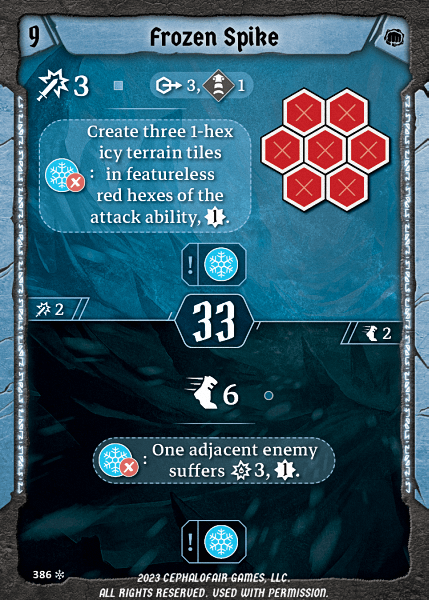 9
Frozen Spike
3
3, 1
Create three 1-hex
icy terrain tiles
: in featureless
red hexes of the
attack ability, 1.
!
2
33
2
6
: One adjacent enemy
suffers 3, 1.
!
386
2023 CEPHALOFAIR GAMES, LLC.
ALL RIGHTS RESERVED. USED WITH PERMISSION.